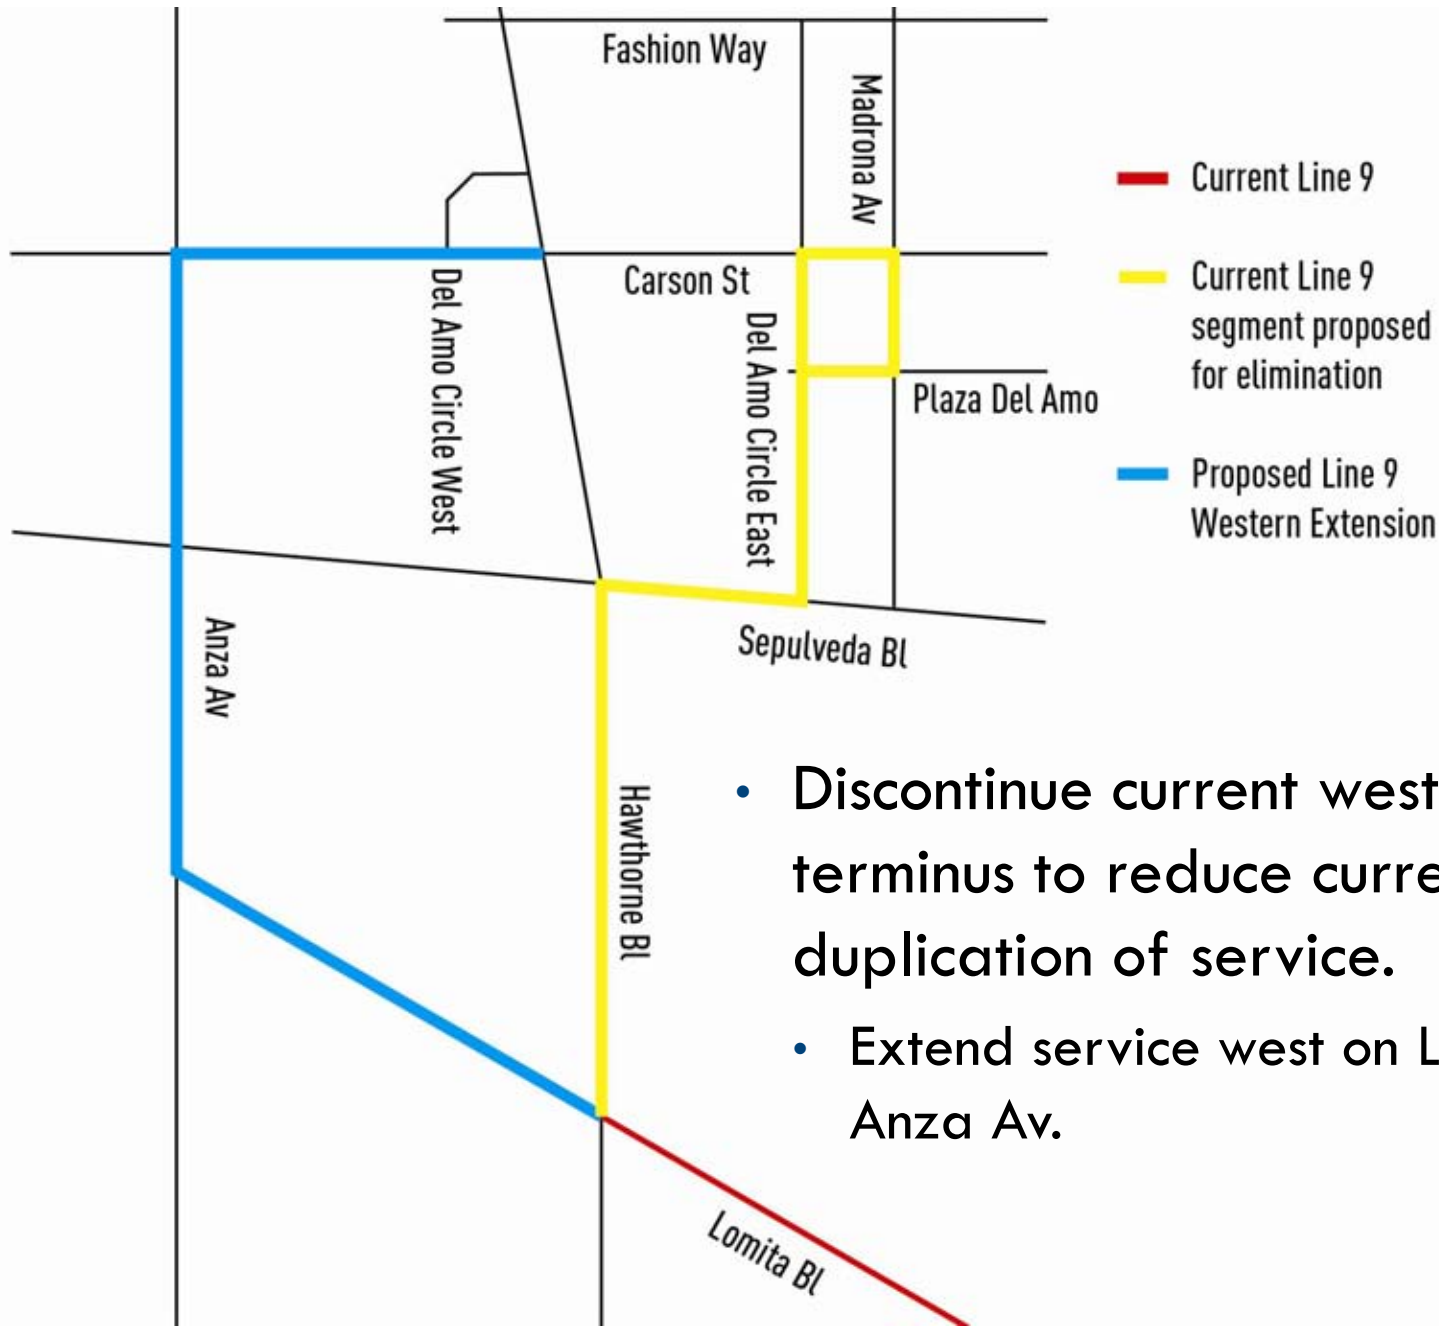 Fashion Way
Madrona Av
Current Line 9
Carson St
Current Line 9
segment proposed
for elimination
Del Amo Circle West
Del Amo Circle East
Plaza Del Amo
Proposed Line 9
Western Extension
Anza Av
Sepulveda Bl
Hawthorne Bl
• Discontinue current west
terminus to reduce curre
duplication of service.
• Extend service west on L
Anza Av.
Lomita Bl